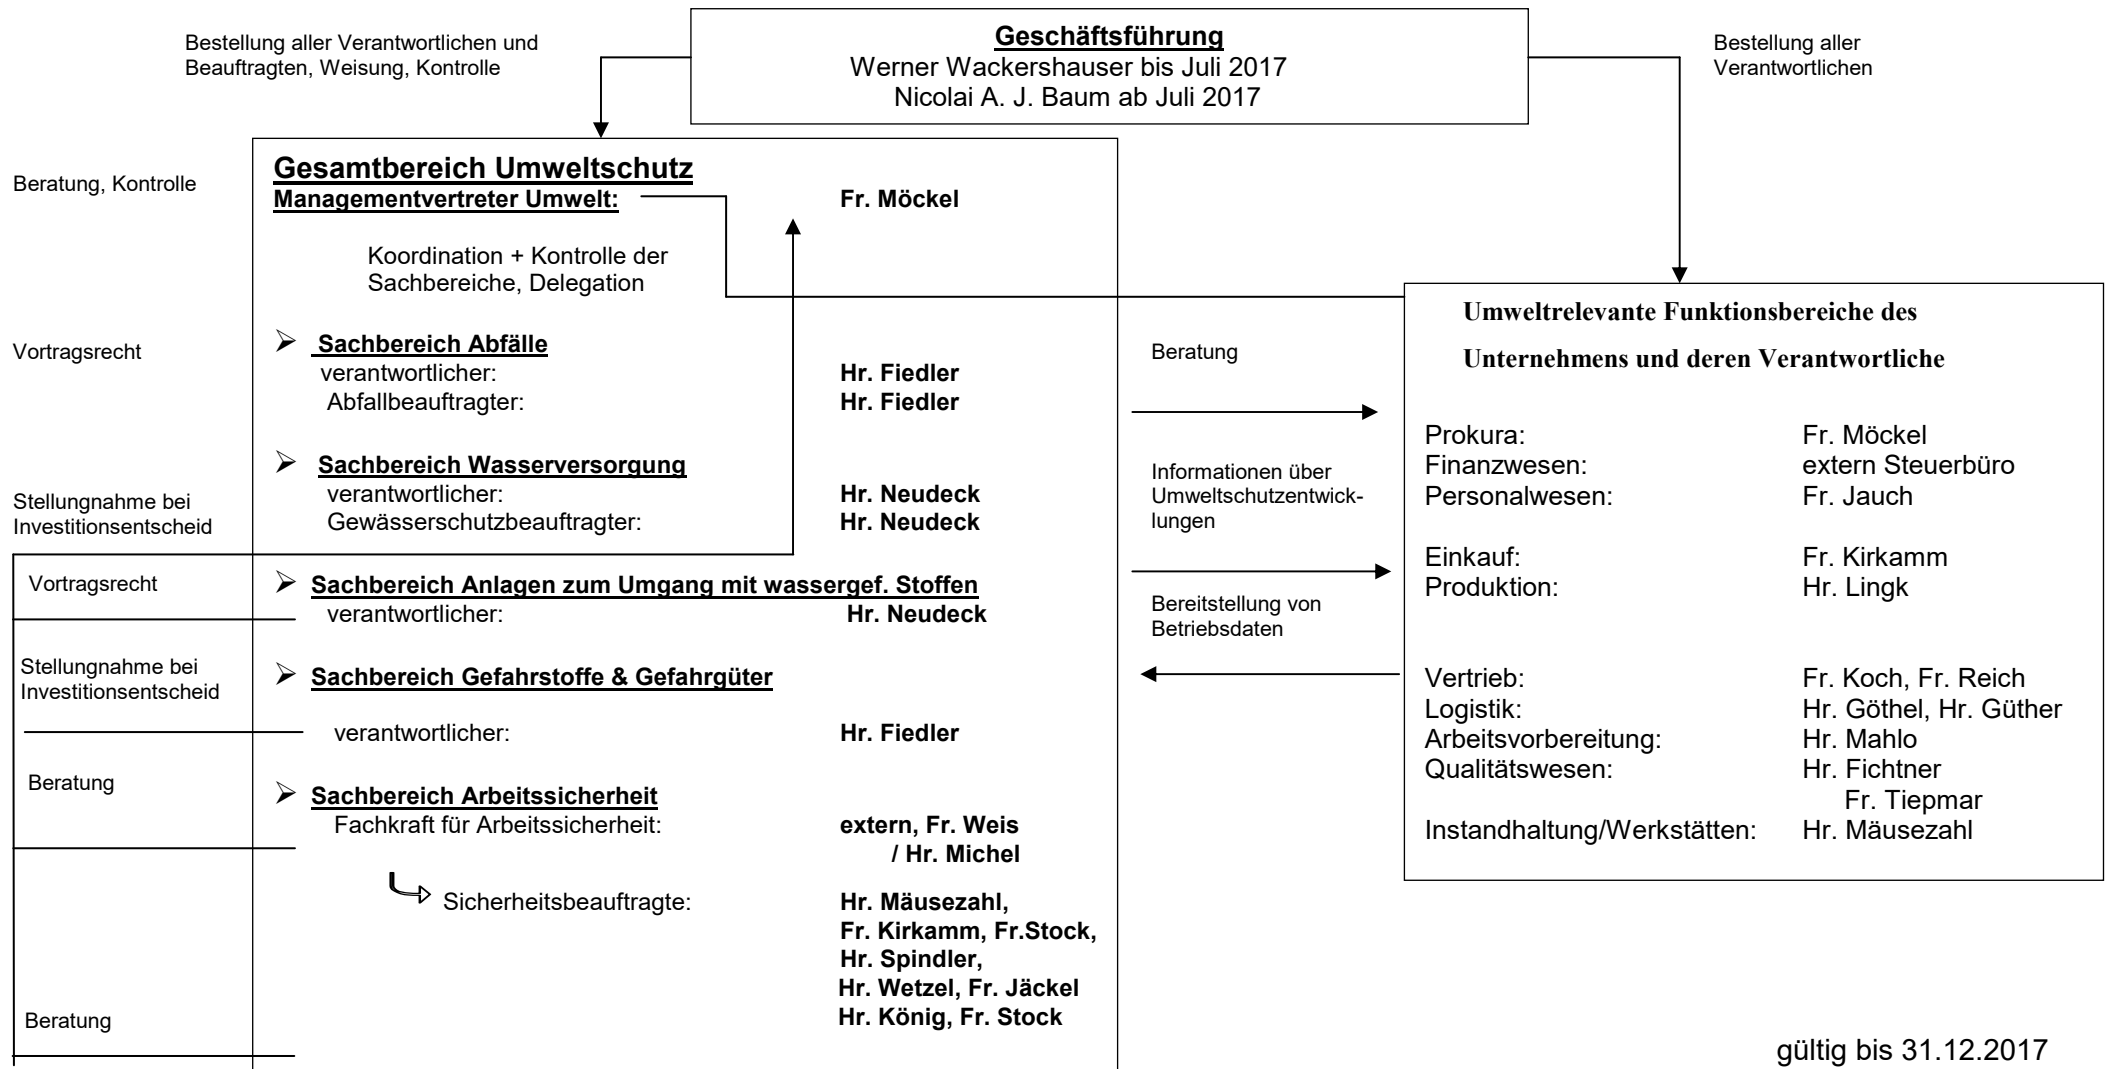 Geschäftsführung
Werner Wackershauser bis Juli 2017
Nicolai A. J. Baum ab Juli 2017
Bestellung aller Verantwortlichen und
Beauftragten, Weisung, Kontrolle
Bestellung aller
Verantwortlichen
Beratung, Kontrolle
Vortragsrecht
Stellungnahme bei
Investitionsentscheid
Vortragsrecht
Stellungnahme bei
Investitionsentscheid
Beratung
Beratung
Gesamtbereich Umweltschutz
Managementvertreter Umwelt: Fr. Möckel
Koordination + Kontrolle der
Sachbereiche, Delegation
➢ Sachbereich Abfälle
verantwortlicher: Hr. Fiedler
Abfallbeauftragter: Hr. Fiedler
➢ Sachbereich Wasserversorgung
verantwortlicher: Hr. Neudeck
Gewässerschutzbeauftragter: Hr. Neudeck
➢ Sachbereich Anlagen zum Umgang mit wassergef. Stoffen
verantwortlicher: Hr. Neudeck
➢ Sachbereich Gefahrstoffe & Gefahrgüter
verantwortlicher: Hr. Fiedler
➢ Sachbereich Arbeitssicherheit
Fachkraft für Arbeitssicherheit: extern, Fr. Weis
/ Hr. Michel
Sicherheitsbeauftragte: Hr. Mäusezahl,
Fr. Kirkamm, Fr.Stock,
Hr. Spindler,
Hr. Wetzel, Fr. Jäckel
Hr. König, Fr. Stock
Beratung
Informationen über
Umweltschutzentwick-
lungen
Bereitstellung von
Betriebsdaten
Umweltrelevante Funktionsbereiche des
Unternehmens und deren Verantwortliche
Prokura: Fr. Möckel
Finanzwesen: extern Steuerbüro
Personalwesen: Fr. Jauch
Einkauf: Fr. Kirkamm
Produktion: Hr. Lingk
Vertrieb: Fr. Koch, Fr. Reich
Logistik: Hr. Göthel, Hr. Güther
Arbeitsvorbereitung: Hr. Mahlo
Qualitätswesen: Hr. Fichtner
Fr. Tiepmar
Instandhaltung/Werkstätten: Hr. Mäusezahl
gültig bis 31.12.2017